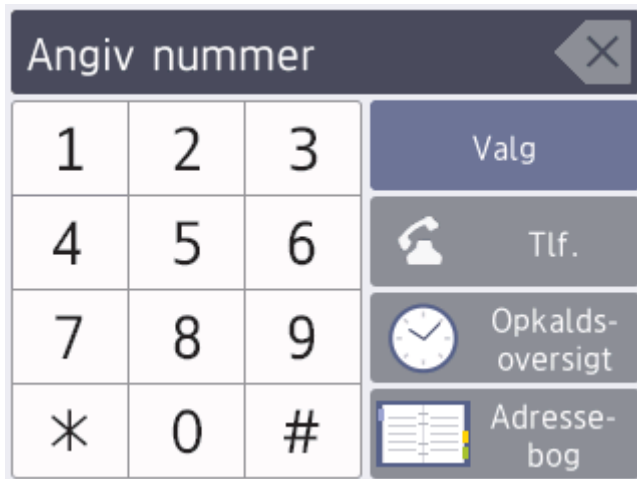 Angiv nummer
1 2 3
Valg
4 5 6
Tlf.
7 8 9
Opkalds-
oversigt
* 0 #
Adresse-
bog